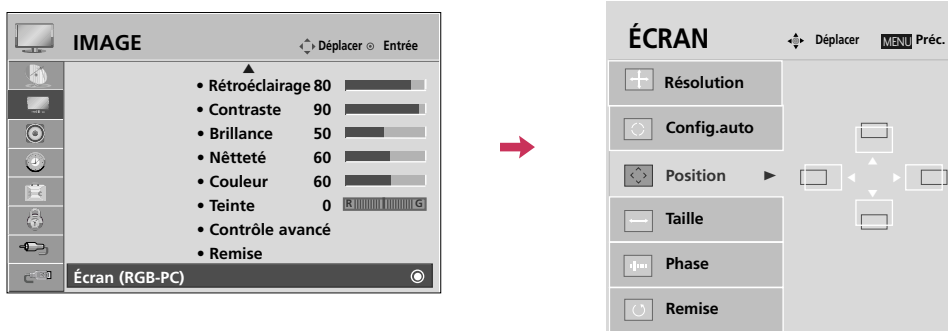 IMAGE
Déplacer Entrée
• Rétroéclairage 80
• Contraste 90
• Brillance 50
• Nêtteté 60
• Couleur 60
• Teinte 0 R G
• Contrôle avancé
• Remise
Écran (RGB-PC)
ÉCRAN
Déplacer MENU Préc.
Résolution
Config.auto
Position
Taille
Phase
Remise